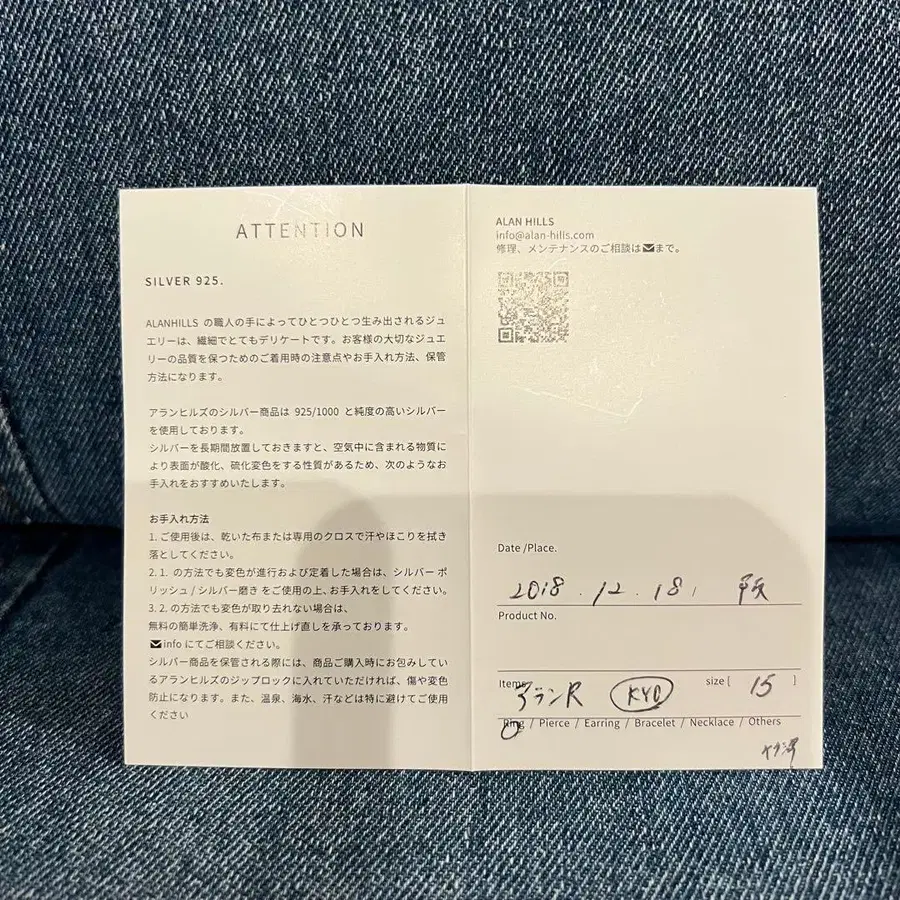 ATTENTION
SILVER 925.
ALANHILLS の職人の手によってひとつひとつ生み出されるジュ
エリーは、繊細でとてもデリケートです。お客様の大切なジュエ
リーの品質を保つためのご着用時の注意点やお手入れ方法、保管
方法になります。
アランヒルズのシルバー商品は 925/1000 と純度の高いシルバー
を使用しております。
シルバーを長期間放置しておきますと、空気中に含まれる物質に
より表面が酸化、硫化変色をする性質があるため、次のようなお
手入れをおすすめいたします。
お手入れ方法
1. ご使用後は、乾いた布または専用のクロスで汗やほこりを拭き
落としてください。
2. 1. の方法でも変色が進行および定着した場合は、シルバー ポ
リッシュ / シルバー磨き をご使用の上、お手入れをしてください。
3. 2. の方法でも変色が取り去れない場合は、
無料の簡単洗浄、有料にて仕上げ直しを承っております。
info にてご相談ください。
シルバー商品を保管される際には、商品ご購入時にお包みしてい
るアランヒルズのジップロックに入れていただければ、傷や変色
防止になります。また、温泉、海水、汗などは特に避けてご使用
ください
ALAN HILLS
info@alan-hills.com
修理、メンテナンスのご相談は まで。
Date /Place.
2018.12.18,
Product No.
Items
アランR KYO size [ 15 ]
Ring / Pierce / Earring / Bracelet / Necklace / Others